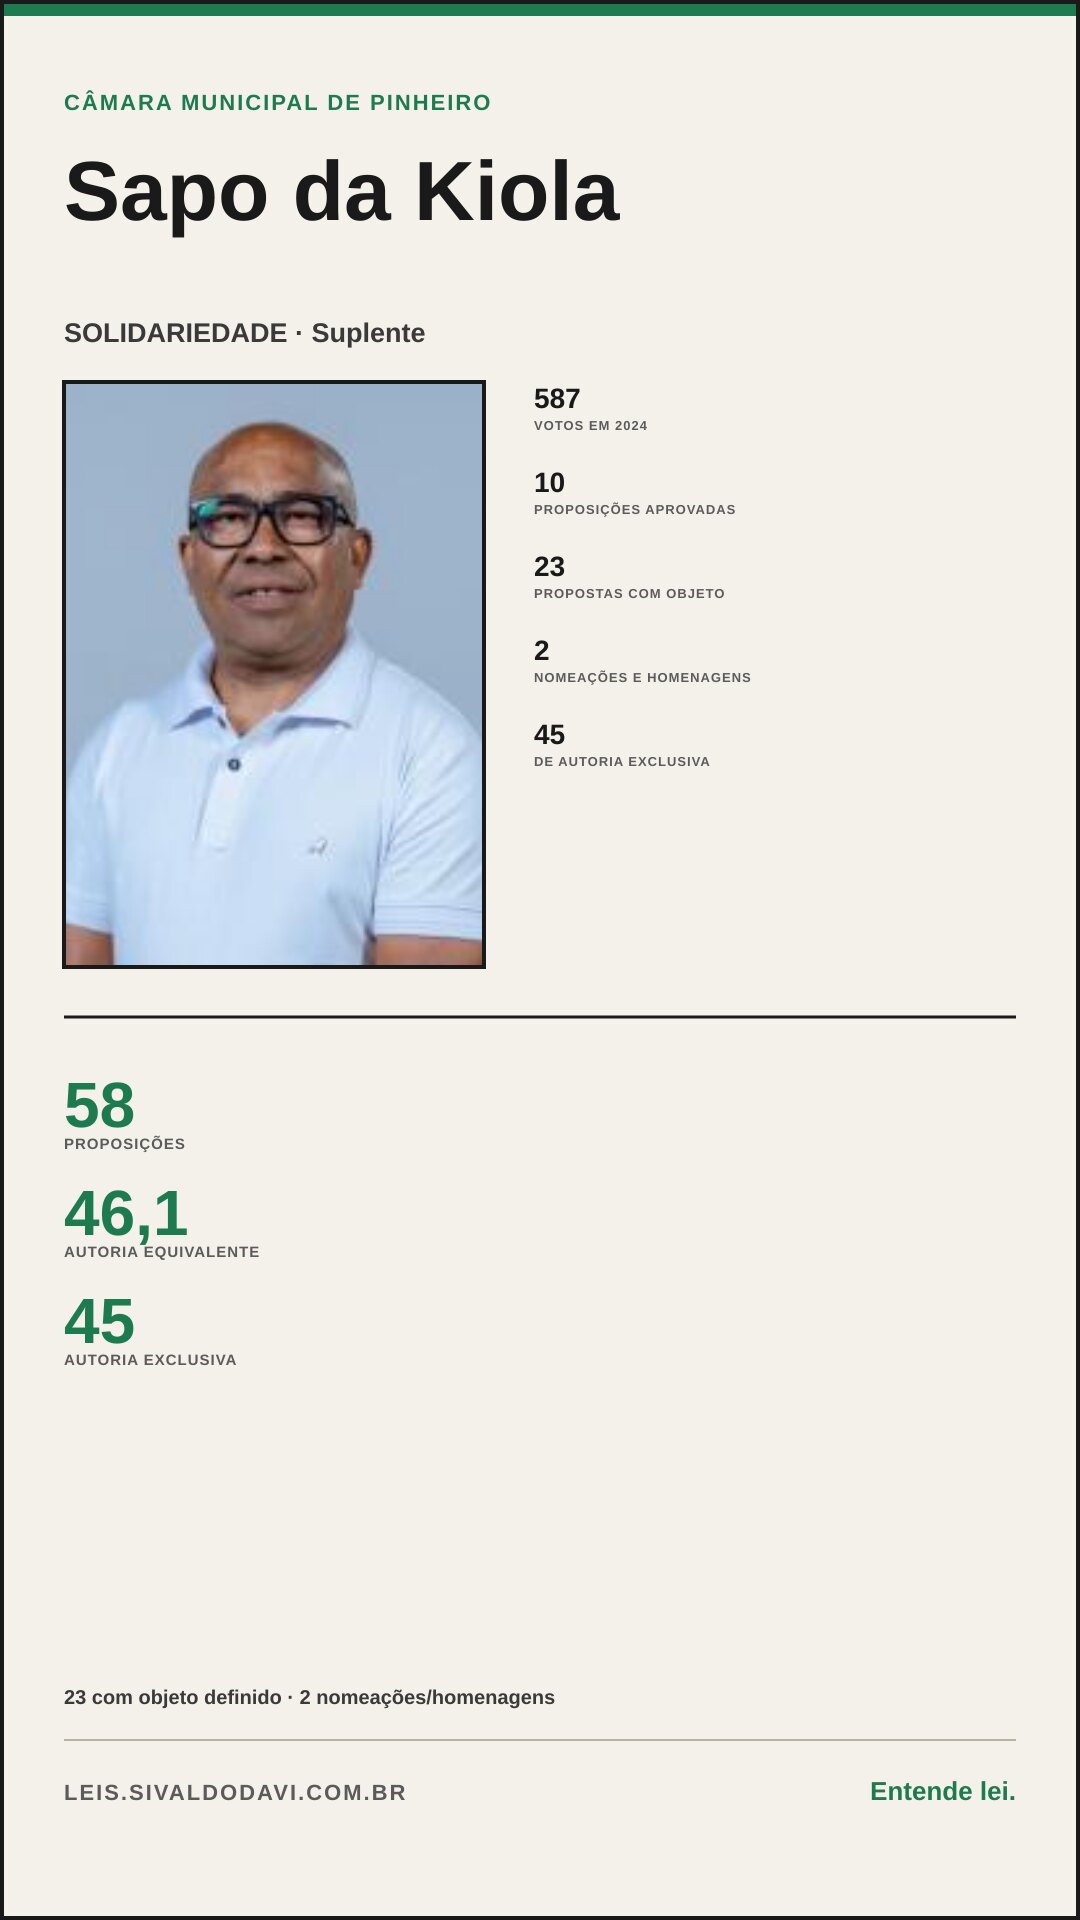 CÂMARA MUNICIPAL DE PINHEIRO
Sapo da Kiola
SOLIDARIEDADE · Suplente
587
VOTOS EM 2024
10
PROPOSIÇÕES APROVADAS
23
PROPOSTAS COM OBJETO
2
NOMEAÇÕES E HOMENAGENS
45
DE AUTORIA EXCLUSIVA
58
PROPOSIÇÕES
46,1
AUTORIA EQUIVALENTE
45
AUTORIA EXCLUSIVA
23 com objeto definido · 2 nomeações/homenagens
LEIS.SIVALDODAVI.COM.BR
Entende lei.